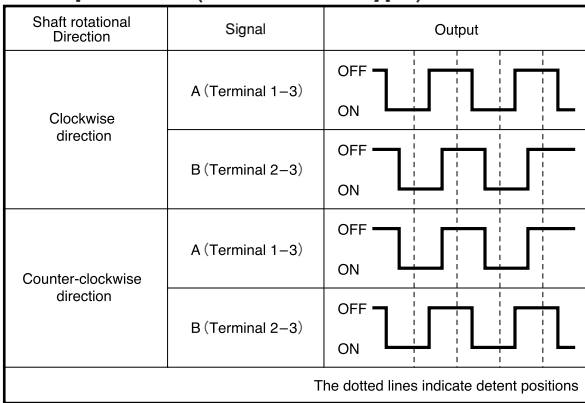 Shaft rotational
Direction
Signal
Output
Clockwise
direction
A (Terminal 1–3)
OFF
ON
B (Terminal 2–3)
OFF
ON
Counter-clockwise
direction
A (Terminal 1–3)
OFF
ON
B (Terminal 2–3)
OFF
ON
The dotted lines indicate detent positions